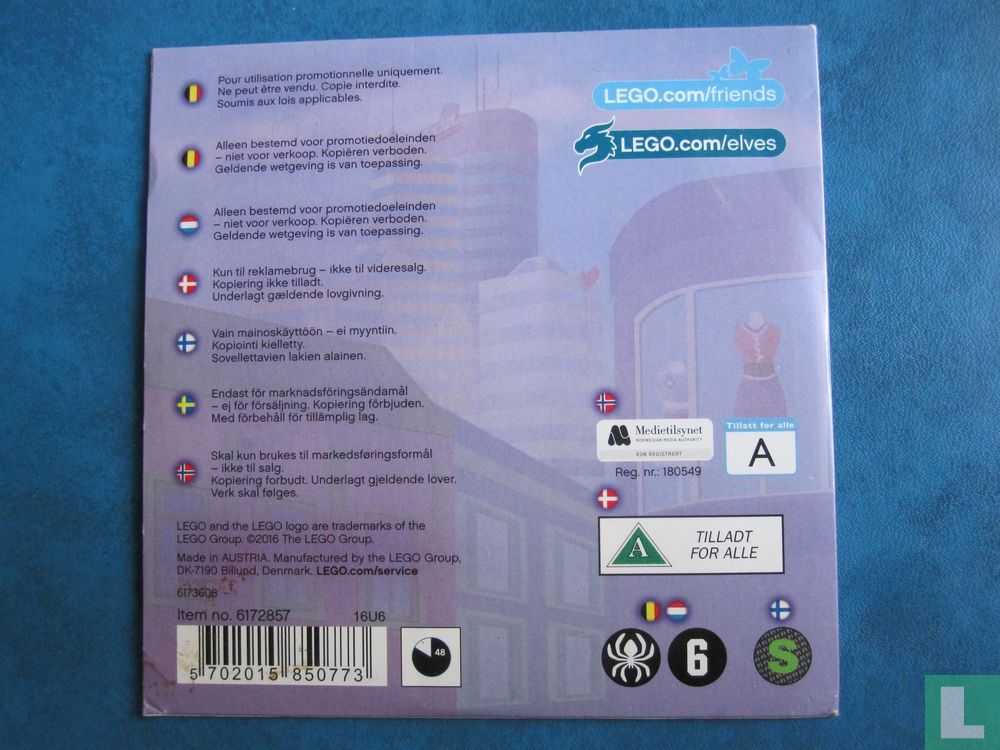 Pour utilisation promotionnelle uniquement.
Ne peut être vendu. Copie interdite.
Soumis aux lois applicables.
Alleen bestemd voor promotiedoeleinden
– niet voor verkoop. Kopiëren verboden.
Geldende wetgeving is van toepassing.
Alleen bestemd voor promotiedoeleinden
– niet voor verkoop. Kopiëren verboden.
Geldende wetgeving is van toepassing.
Kun til reklamebrug – ikke til videresalg.
Kopiering ikke tilladt.
Underlagt gældende lovgivning.
Vain mainoskäyttöön – ei myyntiin.
Kopiointi kielletty.
Sovellettavien lakien alainen.
Endast för marknadsföringsändamål
– ej för försäljning. Kopiering förbjuden.
Med förbehåll för tillämplig lag.
Skal kun brukes til markedsføringsformål
– ikke til salg.
Kopiering forbudt. Underlagt gjeldende lover.
Verk skal følges.
LEGO and the LEGO logo are trademarks of the
LEGO Group. ©2016 The LEGO Group.
Made in AUSTRIA. Manufactured by the LEGO Group,
DK-7190 Billund, Denmark. LEGO.com/service
6173608
Item no. 6172857 16U6
5 702015 850773
48
LEGO.com/friends
LEGO.com/elves
Medietilsynet
NORWEGIAN MEDIA AUTHORITY
KUN REGISTRERT
Reg. nr.: 180549
Tillatt for alle
A
A
TILLADT
FOR ALLE
6
S
L